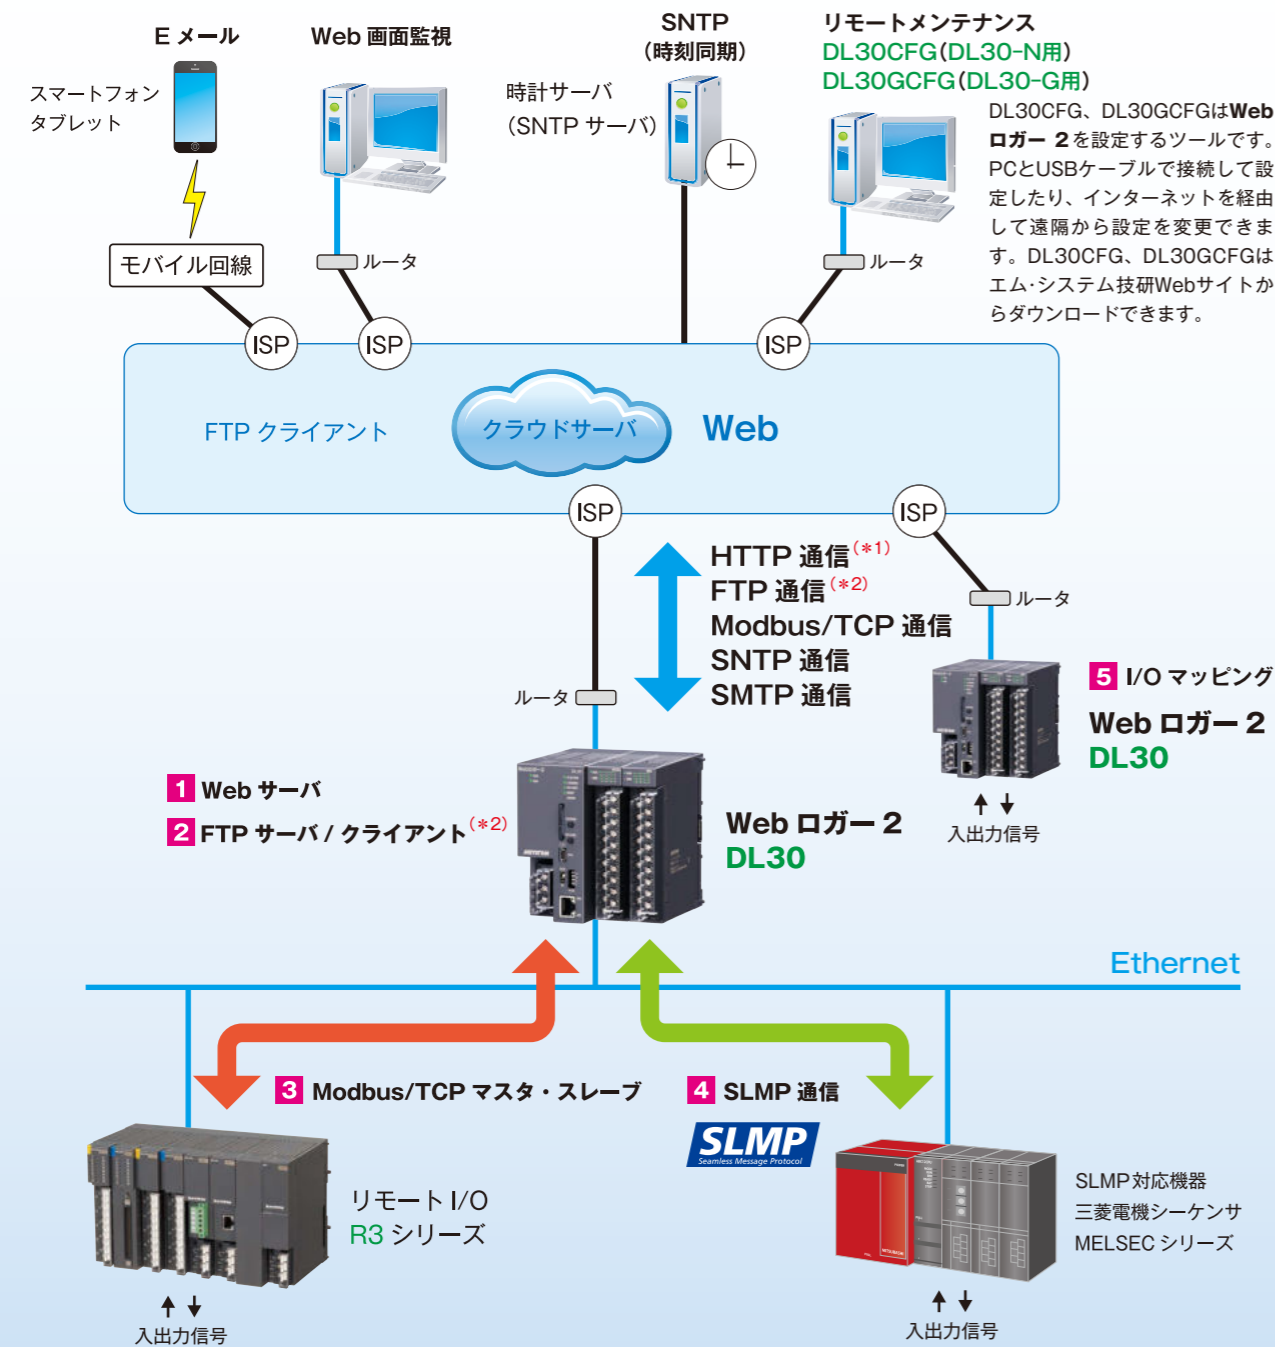 E メール
スマートフォン
タブレット
モバイル回線
Web 画面監視
ルータ
SNTP
(時刻同期)
時計サーバ
(SNTP サーバ)
リモートメンテナンス
DL30CFG(DL30-N用)
DL30GCFG(DL30-G用)
DL30CFG、DL30GCFGはWeb
ロガー 2を設定するツールです。
PCとUSBケーブルで接続して設
定したり、インターネットを経由
して遠隔から設定を変更できま
す。DL30CFG、DL30GCFGは
エム・システム技研Webサイトか
らダウンロードできます。
ルータ
ISP
ISP
ISP
FTP クライアント
クラウドサーバ
Web
ISP
ISP
HTTP 通信(*1)
FTP 通信(*2)
Modbus/TCP 通信
SNTP 通信
SMTP 通信
ルータ
ルータ
5 I/O マッピング
Web ロガー 2
DL30
入出力信号
1 Web サーバ
2 FTP サーバ / クライアント(*2)
Web ロガー 2
DL30
Ethernet
3 Modbus/TCP マスタ・スレーブ
4 SLMP 通信
SLMP
Seamless Message Protocol
リモート I/O
R3 シリーズ
入出力信号
SLMP対応機器
三菱電機シーケンサ
MELSEC シリーズ
入出力信号